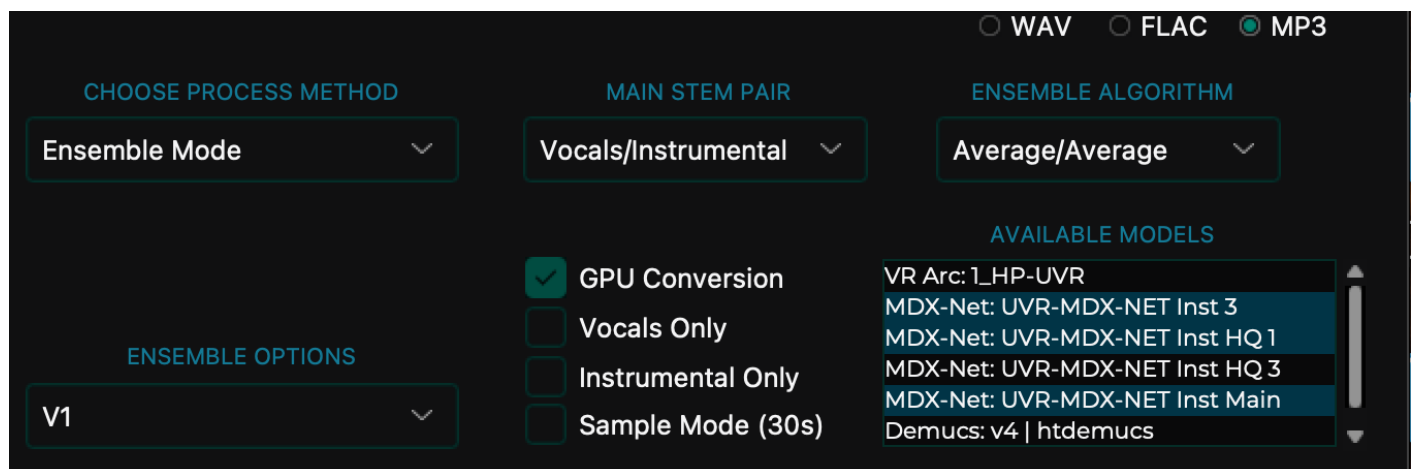 WAV FLAC MP3
CHOOSE PROCESS METHOD
Ensemble Mode
MAIN STEM PAIR
Vocals/Instrumental
ENSEMBLE ALGORITHM
Average/Average
ENSEMBLE OPTIONS
V1
GPU Conversion
Vocals Only
Instrumental Only
Sample Mode (30s)
AVAILABLE MODELS
VR Arc: 1_HP-UVR
MDX-Net: UVR-MDX-NET Inst 3
MDX-Net: UVR-MDX-NET Inst HQ 1
MDX-Net: UVR-MDX-NET Inst HQ 3
MDX-Net: UVR-MDX-NET Inst Main
Demucs: v4 | htdemucs